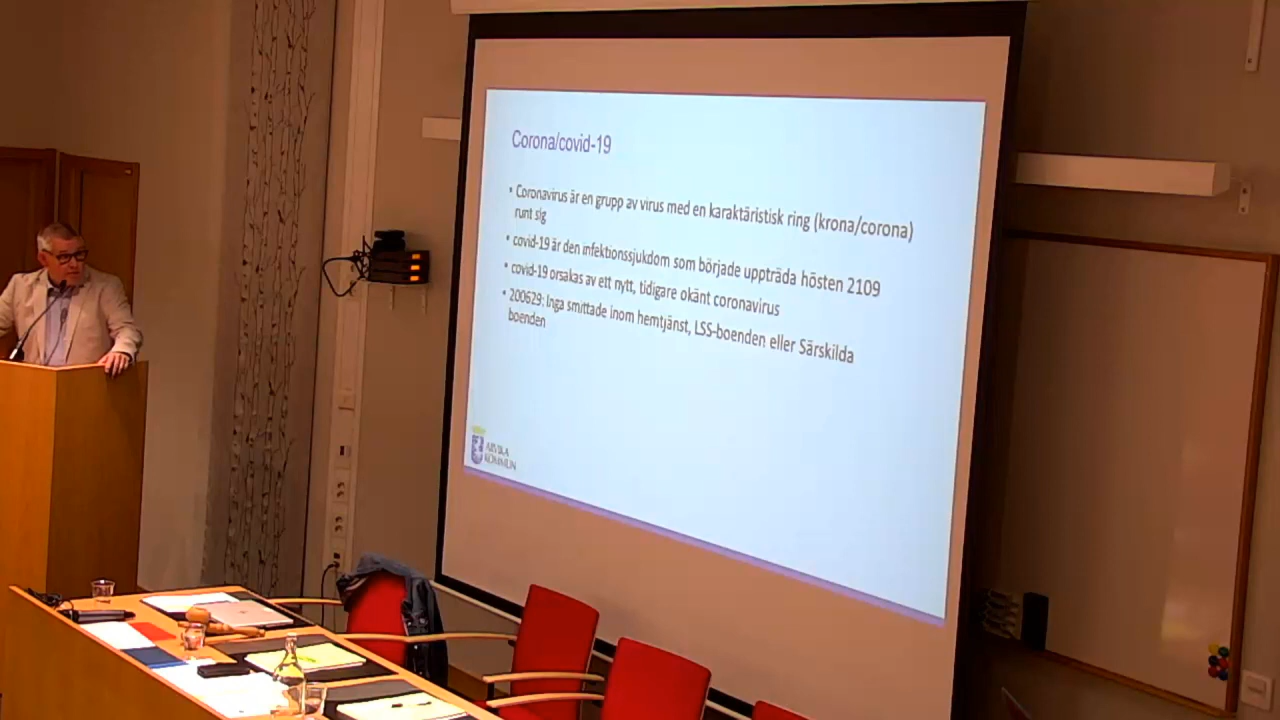 Corona/covid-19
• Coronavirus är en grupp av virus med en karaktäristisk ring (krona/corona)
runt sig
• covid-19 är den infektionssjukdom som började uppträda hösten 2109
• covid-19 orsakas av ett nytt, tidigare okänt coronavirus
• 200629: Inga smittade inom hemtjänst, LSS-boenden eller Särskilda
boenden
ARVIKA
KOMMUN